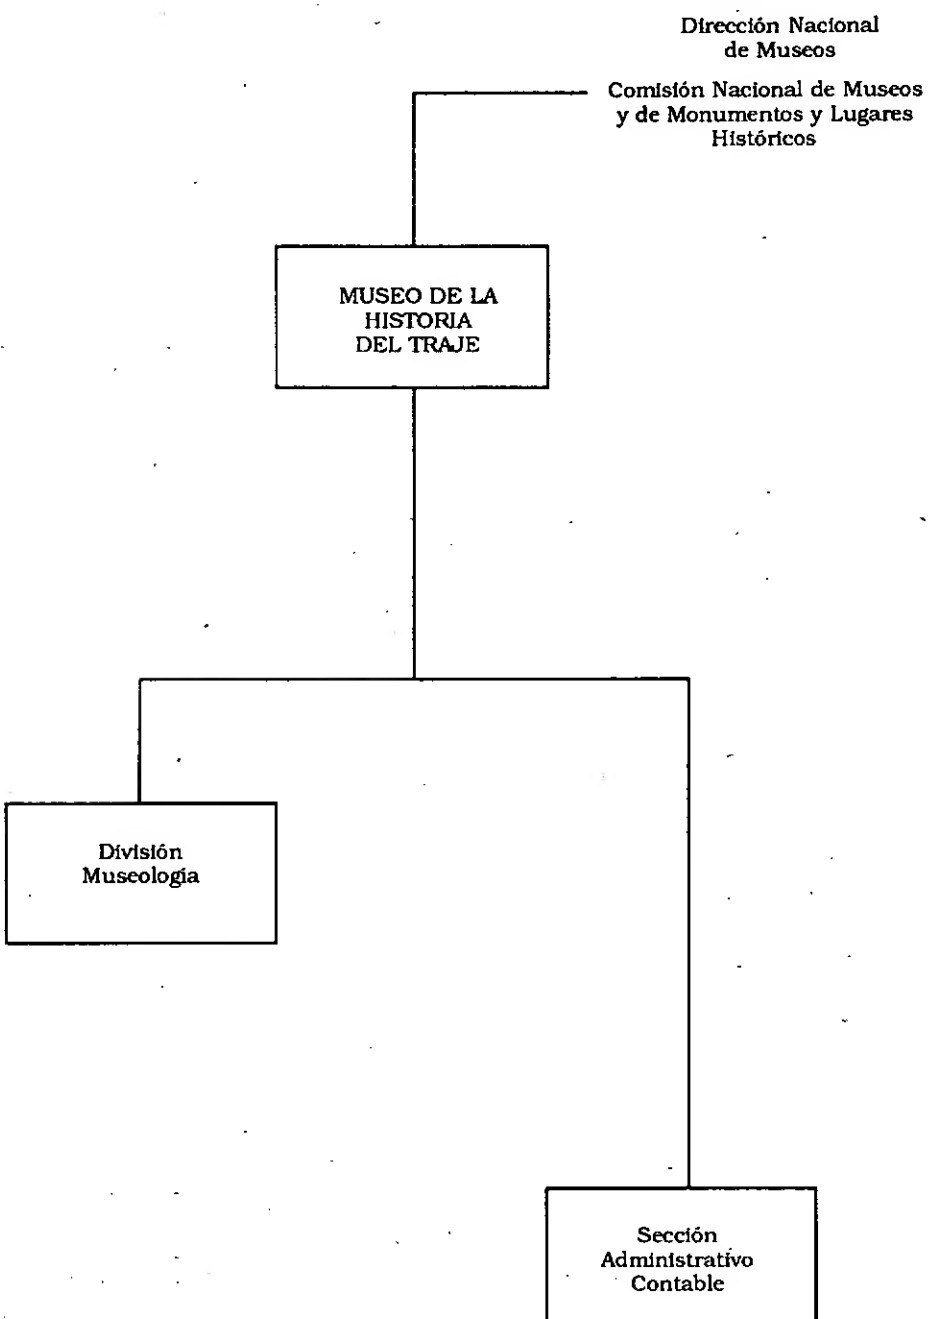 Dirección Nacional
de Museos
Comisión Nacional de Museos
y de Monumentos y Lugares
Históricos
MUSEO DE LA
HISTORIA
DEL TRAJE
División
Museología
Sección
Administrativo
Contable